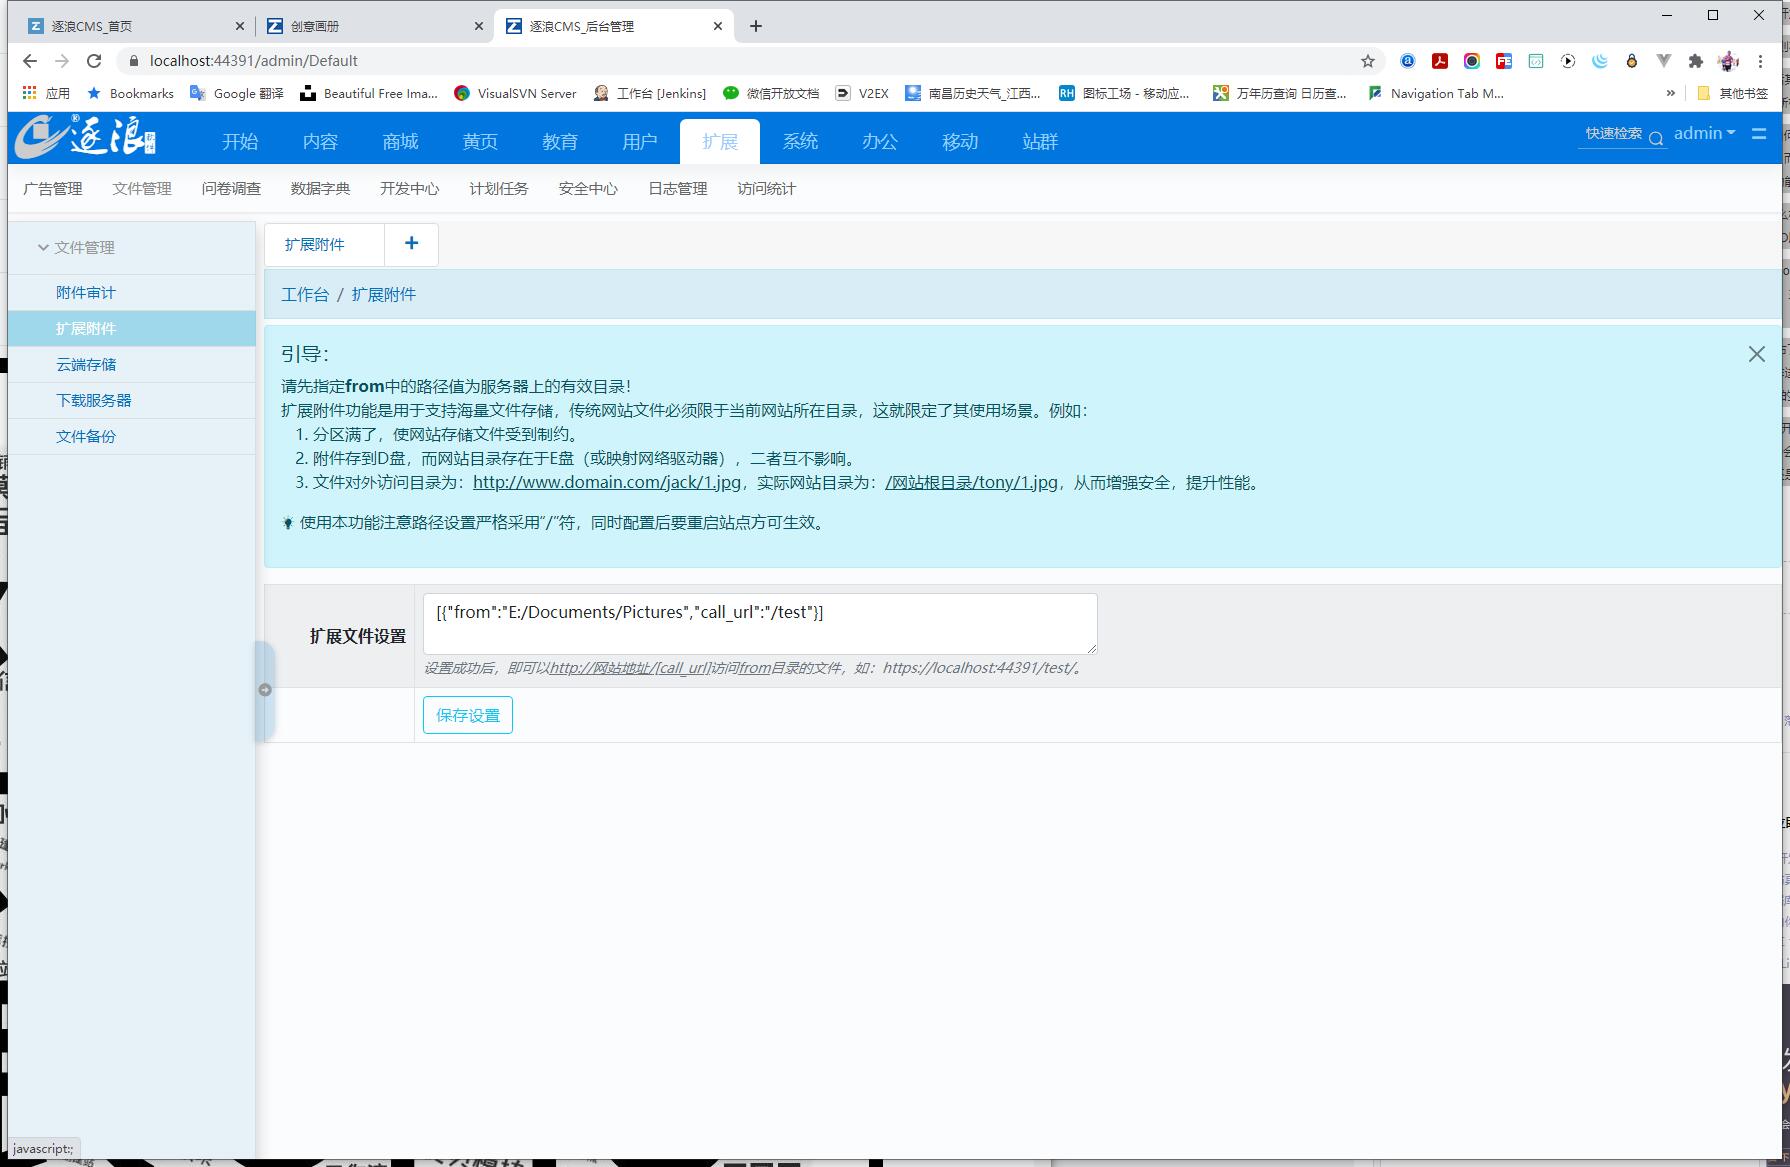 逐浪CMS_首页
创意画册
逐浪CMS_后台管理
localhost:44391/admin/Default
应用
Bookmarks
Google 翻译
Beautiful Free Ima...
VisualSVN Server
工作台 [Jenkins]
微信开放文档
V2EX
南昌历史天气_江西...
图标工场 - 移动应...
万年历查询 日历查...
Navigation Tab M...
»
其他书签
逐浪
开始
内容
商城
黄页
教育
用户
扩展
系统
办公
移动
站群
快速检索
admin
广告管理
文件管理
问卷调查
数据字典
开发中心
计划任务
安全中心
日志管理
访问统计
文件管理
附件审计
扩展附件
云端存储
下载服务器
文件备份
扩展附件
工作台 / 扩展附件
引导：
请先指定from中的路径值为服务器上的有效目录！
扩展附件功能是用于支持海量文件存储，传统网站文件必须限于当前网站所在目录，这就限定了其使用场景。例如：
1. 分区满了，使网站存储文件受到制约。
2. 附件存到D盘，而网站目录存在于E盘（或映射网络驱动器），二者互不影响。
3. 文件对外访问目录为：http://www.domain.com/jack/1.jpg，实际网站目录为：/网站根目录/tony/1.jpg，从而增强安全，提升性能。
使用本功能注意路径设置严格采用“/”符，同时配置后要重启站点方可生效。
扩展文件设置
[{"from":"E:/Documents/Pictures","call_url":"/test"}]
设置成功后，即可以http://网站地址/[call_url]访问from目录的文件，如：https://localhost:44391/test/。
保存设置
javascript:;